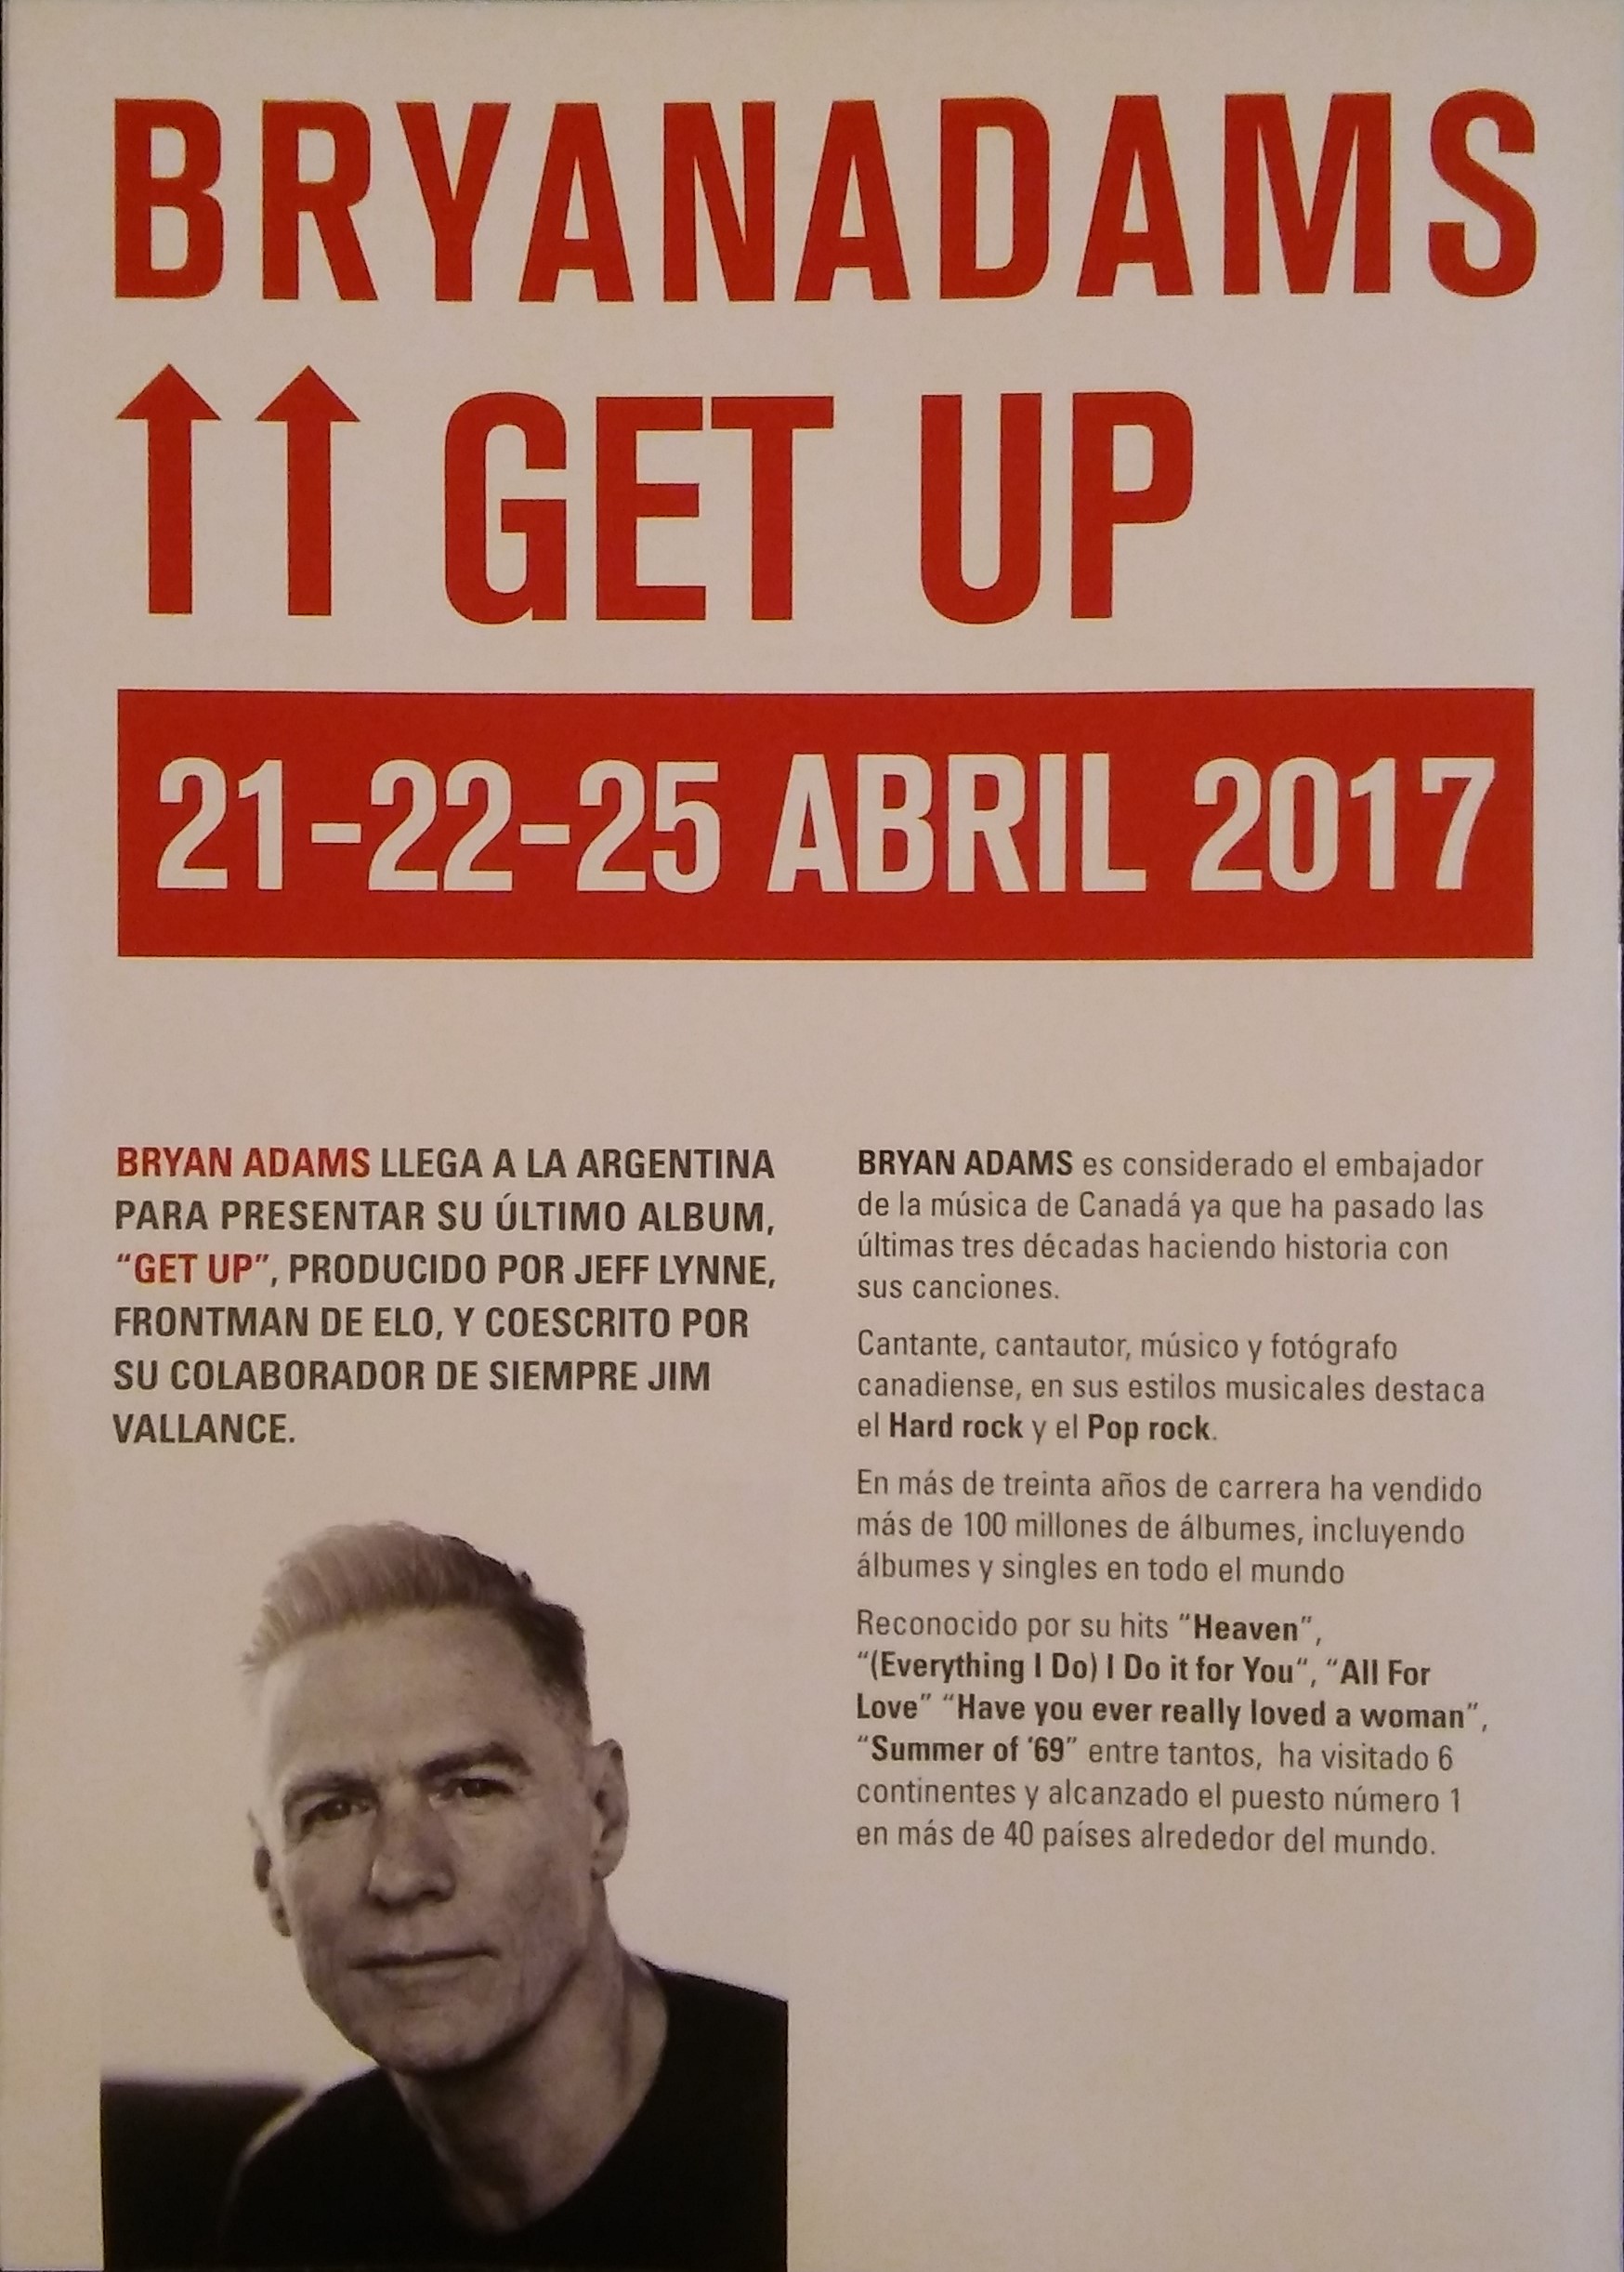 BRYANADAMS
↑↑ GET UP
21-22-25 ABRIL 2017
BRYAN ADAMS LLEGA A LA ARGENTINA
PARA PRESENTAR SU ÚLTIMO ALBUM,
“GET UP”, PRODUCIDO POR JEFF LYNNE,
FRONTMAN DE ELO, Y COESCRITO POR
SU COLABORADOR DE SIEMPRE JIM
VALLANCE.
BRYAN ADAMS es considerado el embajador
de la música de Canadá ya que ha pasado las
últimas tres décadas haciendo historia con
sus canciones.
Cantante, cantautor, músico y fotógrafo
canadiense, en sus estilos musicales destaca
el Hard rock y el Pop rock.
En más de treinta años de carrera ha vendido
más de 100 millones de álbumes, incluyendo
álbumes y singles en todo el mundo
Reconocido por su hits “Heaven”,
“(Everything I Do) I Do it for You“, “All For
Love” “Have you ever really loved a woman”,
“Summer of ‘69” entre tantos, ha visitado 6
continentes y alcanzado el puesto número 1
en más de 40 países alrededor del mundo.